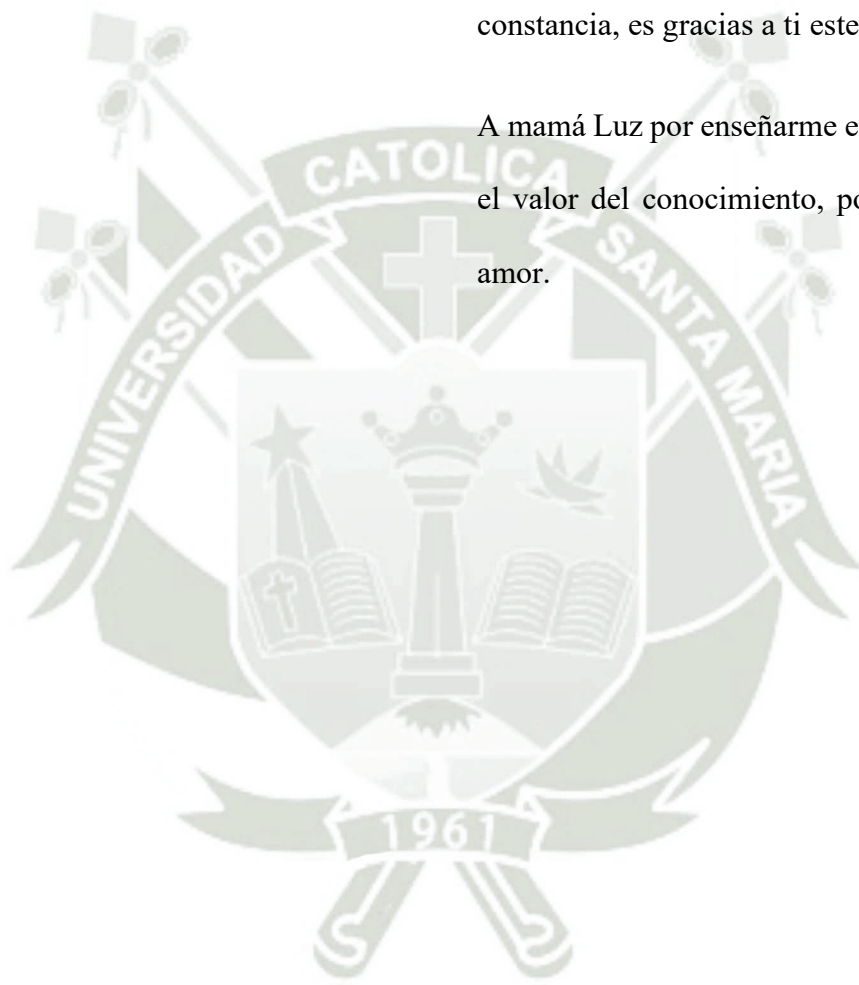 constancia, es gracias a ti este
A mamá Luz por enseñarme
el valor del conocimiento,
amor.
UNIVERSIDAD CATOLICA SANTA MARIA
1961